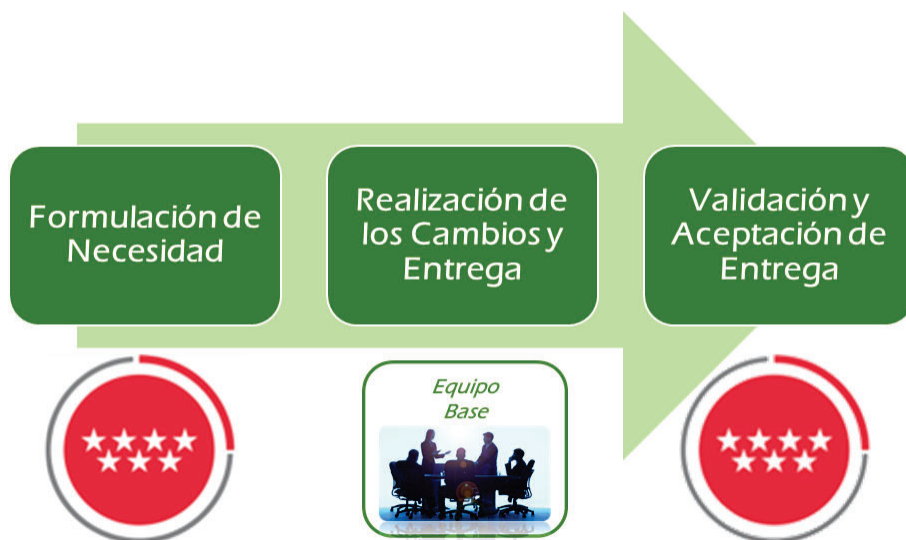 Formulación de
Necesidad
Realización de
los Cambios y
Entrega
Validación y
Aceptación de
Entrega
Equipo
Base